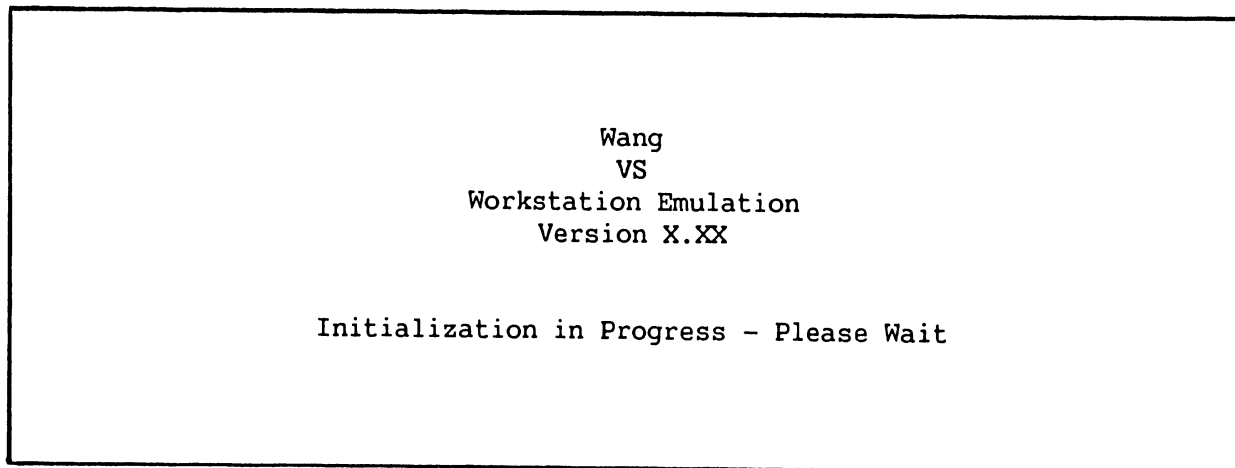 Wang
VS
Workstation Emulation
Version X.XX
Initialization in Progress - Please Wait